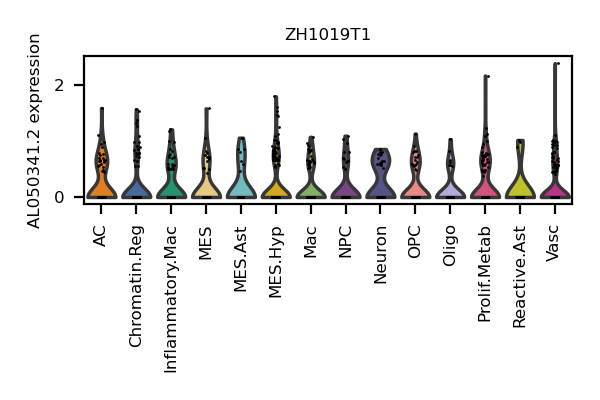 ZH1019T1
AL050341.2 expression
2
0
AC
Chromatin.Reg
Inflammatory.Mac
MES
MES.Ast
MES.Hyp
Mac
NPC
Neuron
OPC
Oligo
Prolif.Metab
Reactive.Ast
Vasc